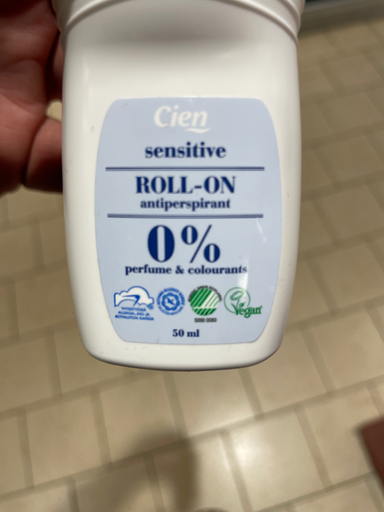 Cien
sensitive
ROLL-ON
antiperspirant
0%
perfume & colourants
Vegan
50 ml